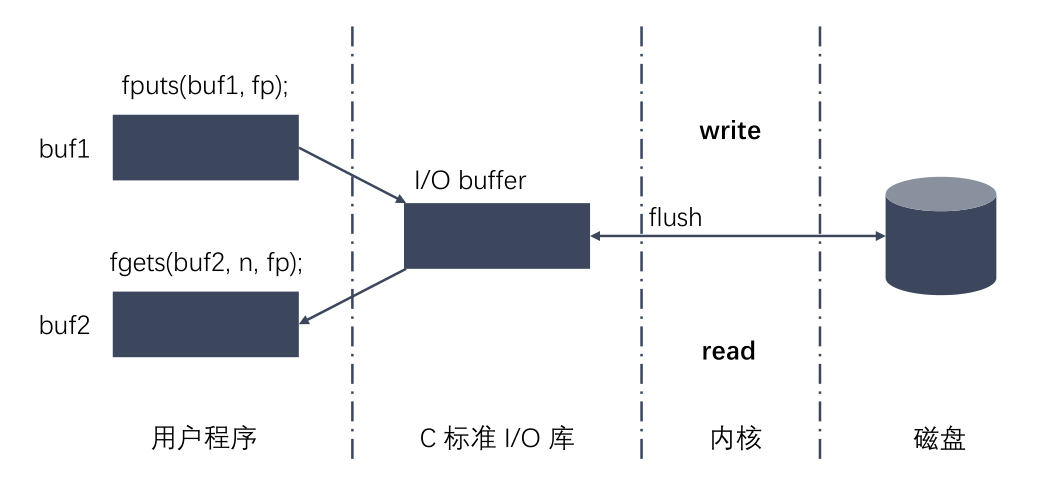 fputs(buf1, fp);
buf1
I/O buffer
write
flush
fgets(buf2, n, fp);
buf2
read
用户程序
C 标准 I/O 库
内核
磁盘